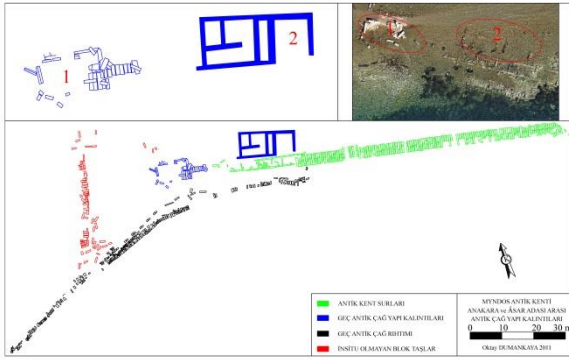 1
2
1
2
ANTİK KENT SURLARI
GEÇ ANTİK ÇAĞ YAPI KALINTILARI
GEÇ ANTİK ÇAĞ RIHTIMI
İNSİTU OLMAYAN BLOK TAŞLAR
MYNDOS ANTİK KENTİ
ANAKARA ve ÂSAR ADASI ARASI
ANTİK ÇAĞ YAPI KALINTILARI
0 10 20 30 m
Oktay DUMANKAYA 2011